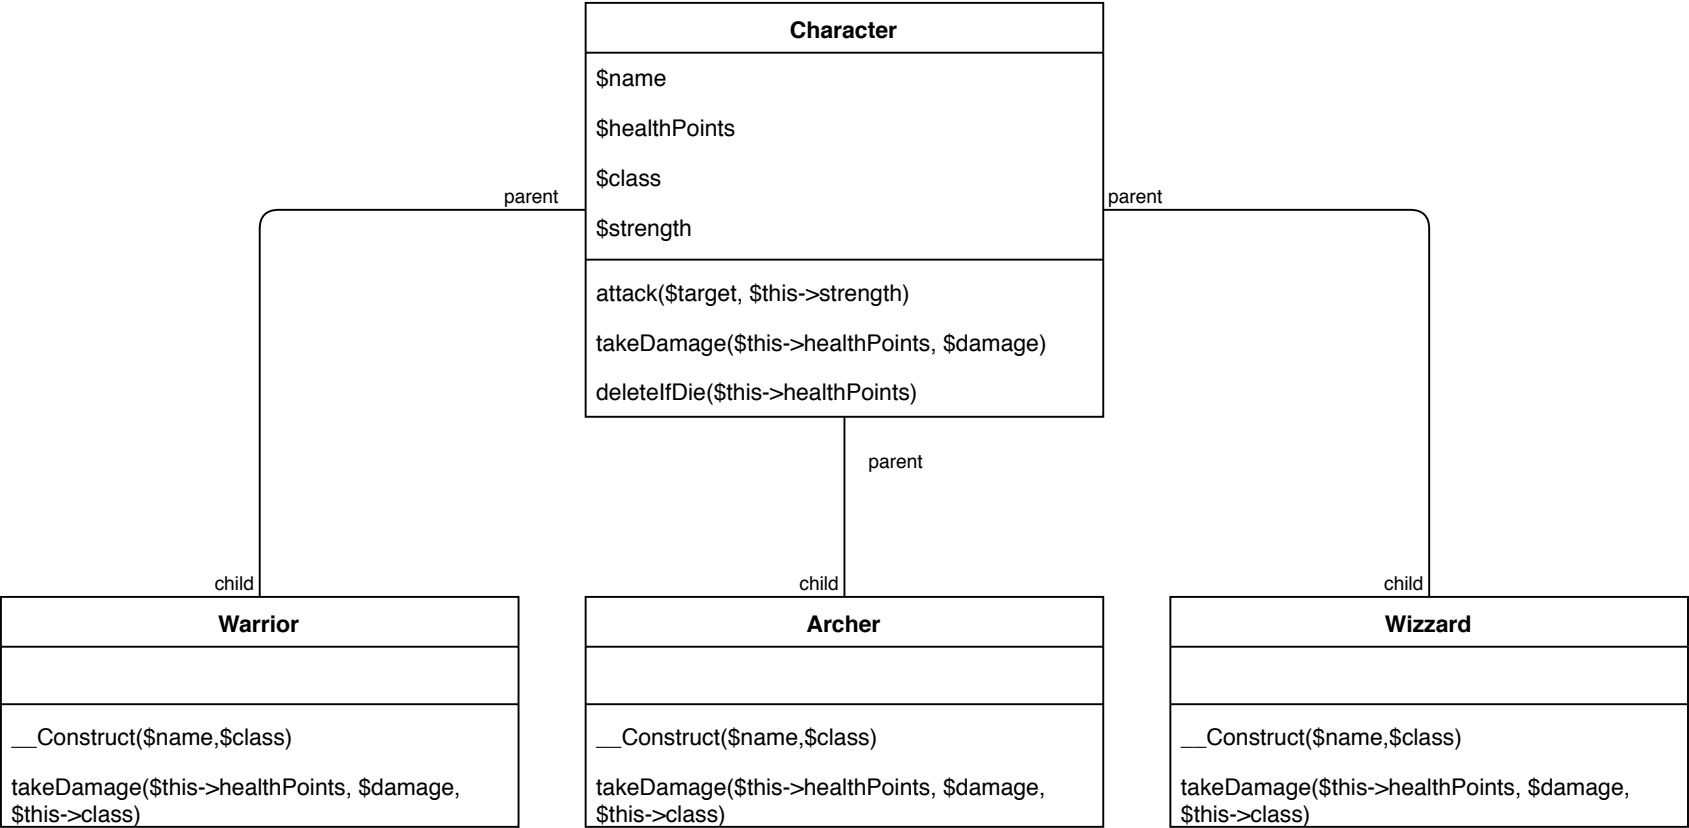 Character
$name
$healthPoints
$class
$strength
attack($target, $this->strength)
takeDamage($this->healthPoints, $damage)
deleteIfDie($this->healthPoints)
parent
parent
parent
child
child
child
Warrior
__Construct($name,$class)
takeDamage($this->healthPoints, $damage,
$this->class)
Archer
__Construct($name,$class)
takeDamage($this->healthPoints, $damage,
$this->class)
Wizzard
__Construct($name,$class)
takeDamage($this->healthPoints, $damage,
$this->class)